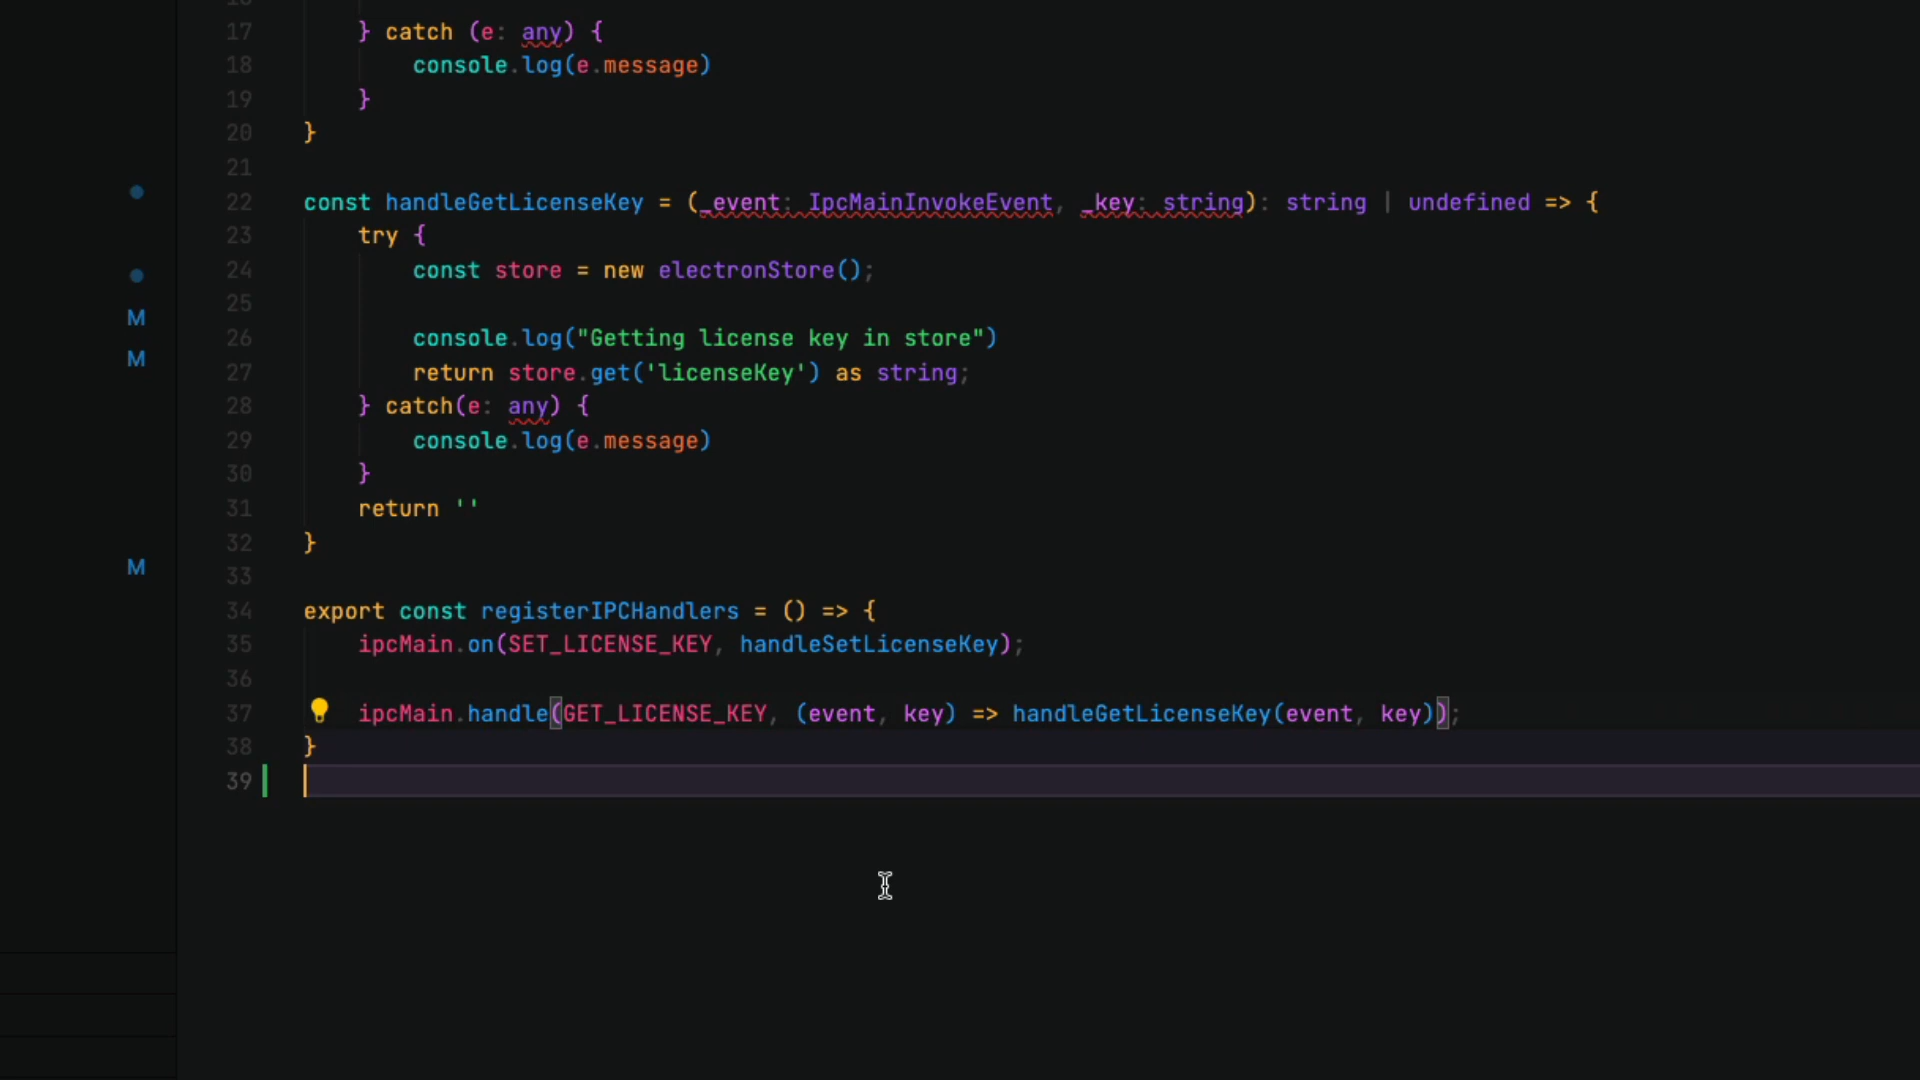 17 } catch (e: any) {
18 console.log(e.message)
19 }
20 }
21
22 const handleGetLicenseKey = (_event: IpcMainInvokeEvent, _key: string): string | undefined => {
23 try {
24 const store = new electronStore();
25
26 console.log("Getting license key in store")
27 return store.get('licenseKey') as string;
28 } catch(e: any) {
29 console.log(e.message)
30 }
31 return ''
32 }
33
34 export const registerIPCHandlers = () => {
35 ipcMain.on(SET_LICENSE_KEY, handleSetLicenseKey);
36
37 ipcMain.handle(GET_LICENSE_KEY, (event, key) => handleGetLicenseKey(event, key));
38 }
39
M
M
M